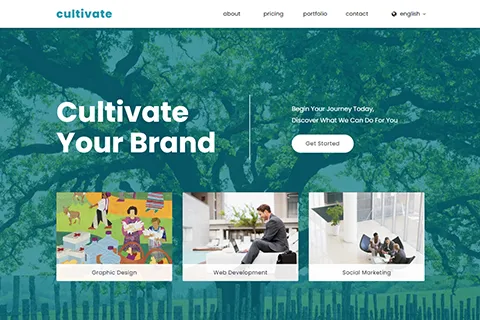 cultivate
about
pricing
portfolio
contact
english
Cultivate
Your Brand
Begin Your Journey Today,
Discover What We Can Do For You
Get Started
Graphic Design
Web Development
Social Marketing